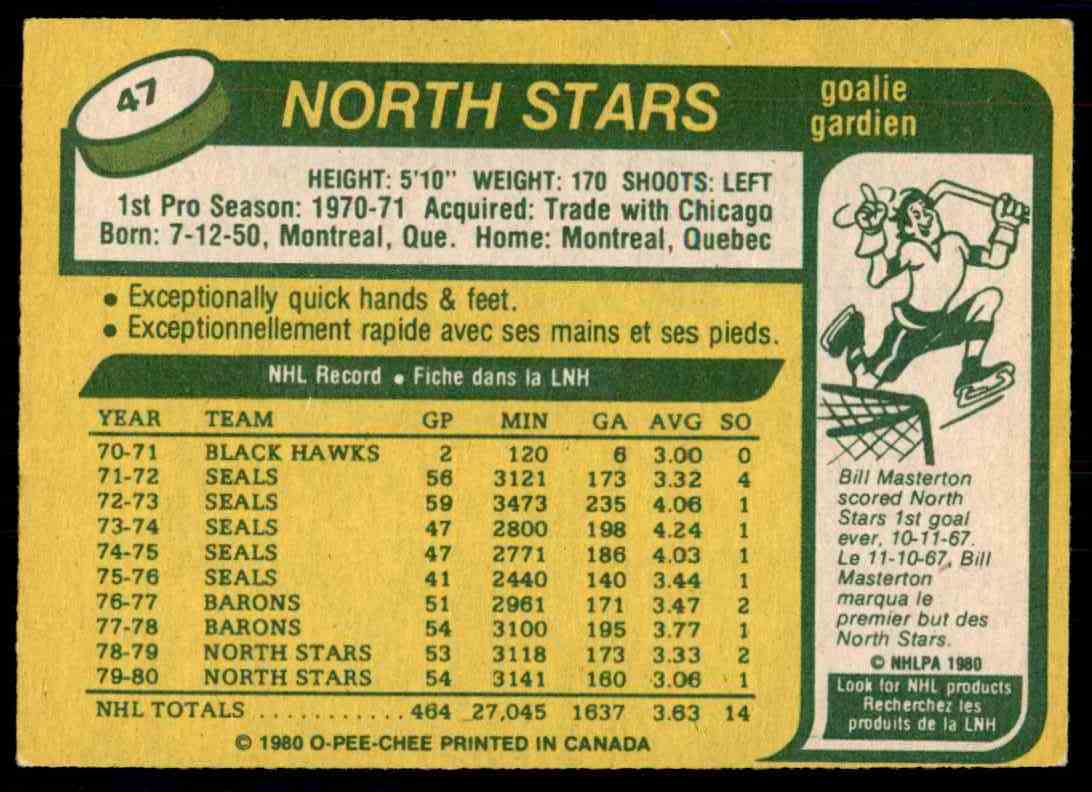 47
NORTH STARS
goalie
gardien
HEIGHT: 5'10" WEIGHT: 170 SHOOTS: LEFT
1st Pro Season: 1970-71 Acquired: Trade with Chicago
Born: 7-12-50, Montreal, Que. Home: Montreal, Quebec
• Exceptionally quick hands & feet.
• Exceptionnellement rapide avec ses mains et ses pieds.
NHL Record • Fiche dans la LNH
YEAR TEAM GP MIN GA AVG SO
70-71 BLACK HAWKS 2 120 6 3.00 0
71-72 SEALS 56 3121 173 3.32 4
72-73 SEALS 59 3473 235 4.06 1
73-74 SEALS 47 2800 198 4.24 1
74-75 SEALS 47 2771 186 4.03 1
75-76 SEALS 41 2440 140 3.44 1
76-77 BARONS 51 2961 171 3.47 2
77-78 BARONS 54 3100 195 3.77 1
78-79 NORTH STARS 53 3118 173 3.33 2
79-80 NORTH STARS 54 3141 160 3.06 1
NHL TOTALS ........... 464 27,045 1637 3.63 14
© 1980 O-PEE-CHEE PRINTED IN CANADA
Bill Masterton
scored North
Stars 1st goal
ever, 10-11-67.
Le 11-10-67, Bill
Masterton
marqua le
premier but des
North Stars.
© NHLPA 1980
Look for NHL products
Recherchez les
produits de la LNH